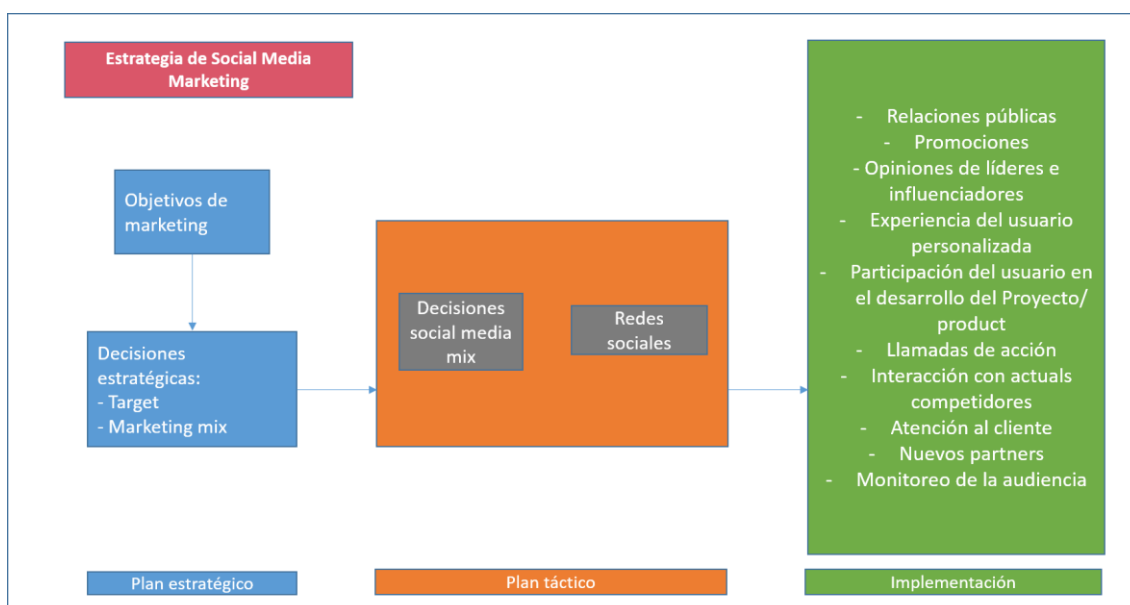 Estrategia de Social Media
Marketing
Objetivos de
marketing
Decisiones
estratégicas:
- Target
- Marketing mix
Decisiones
social media
mix
Redes
sociales
- Relaciones públicas
- Promociones
- Opiniones de líderes e
influenciadores
- Experiencia del usuario
personalizada
- Participación del usuario en
el desarrollo del Proyecto/
product
- Llamadas de acción
- Interacción con actuals
competidores
- Atención al cliente
- Nuevos partners
- Monitoreo de la audiencia
Plan estratégico
Plan táctico
Implementación